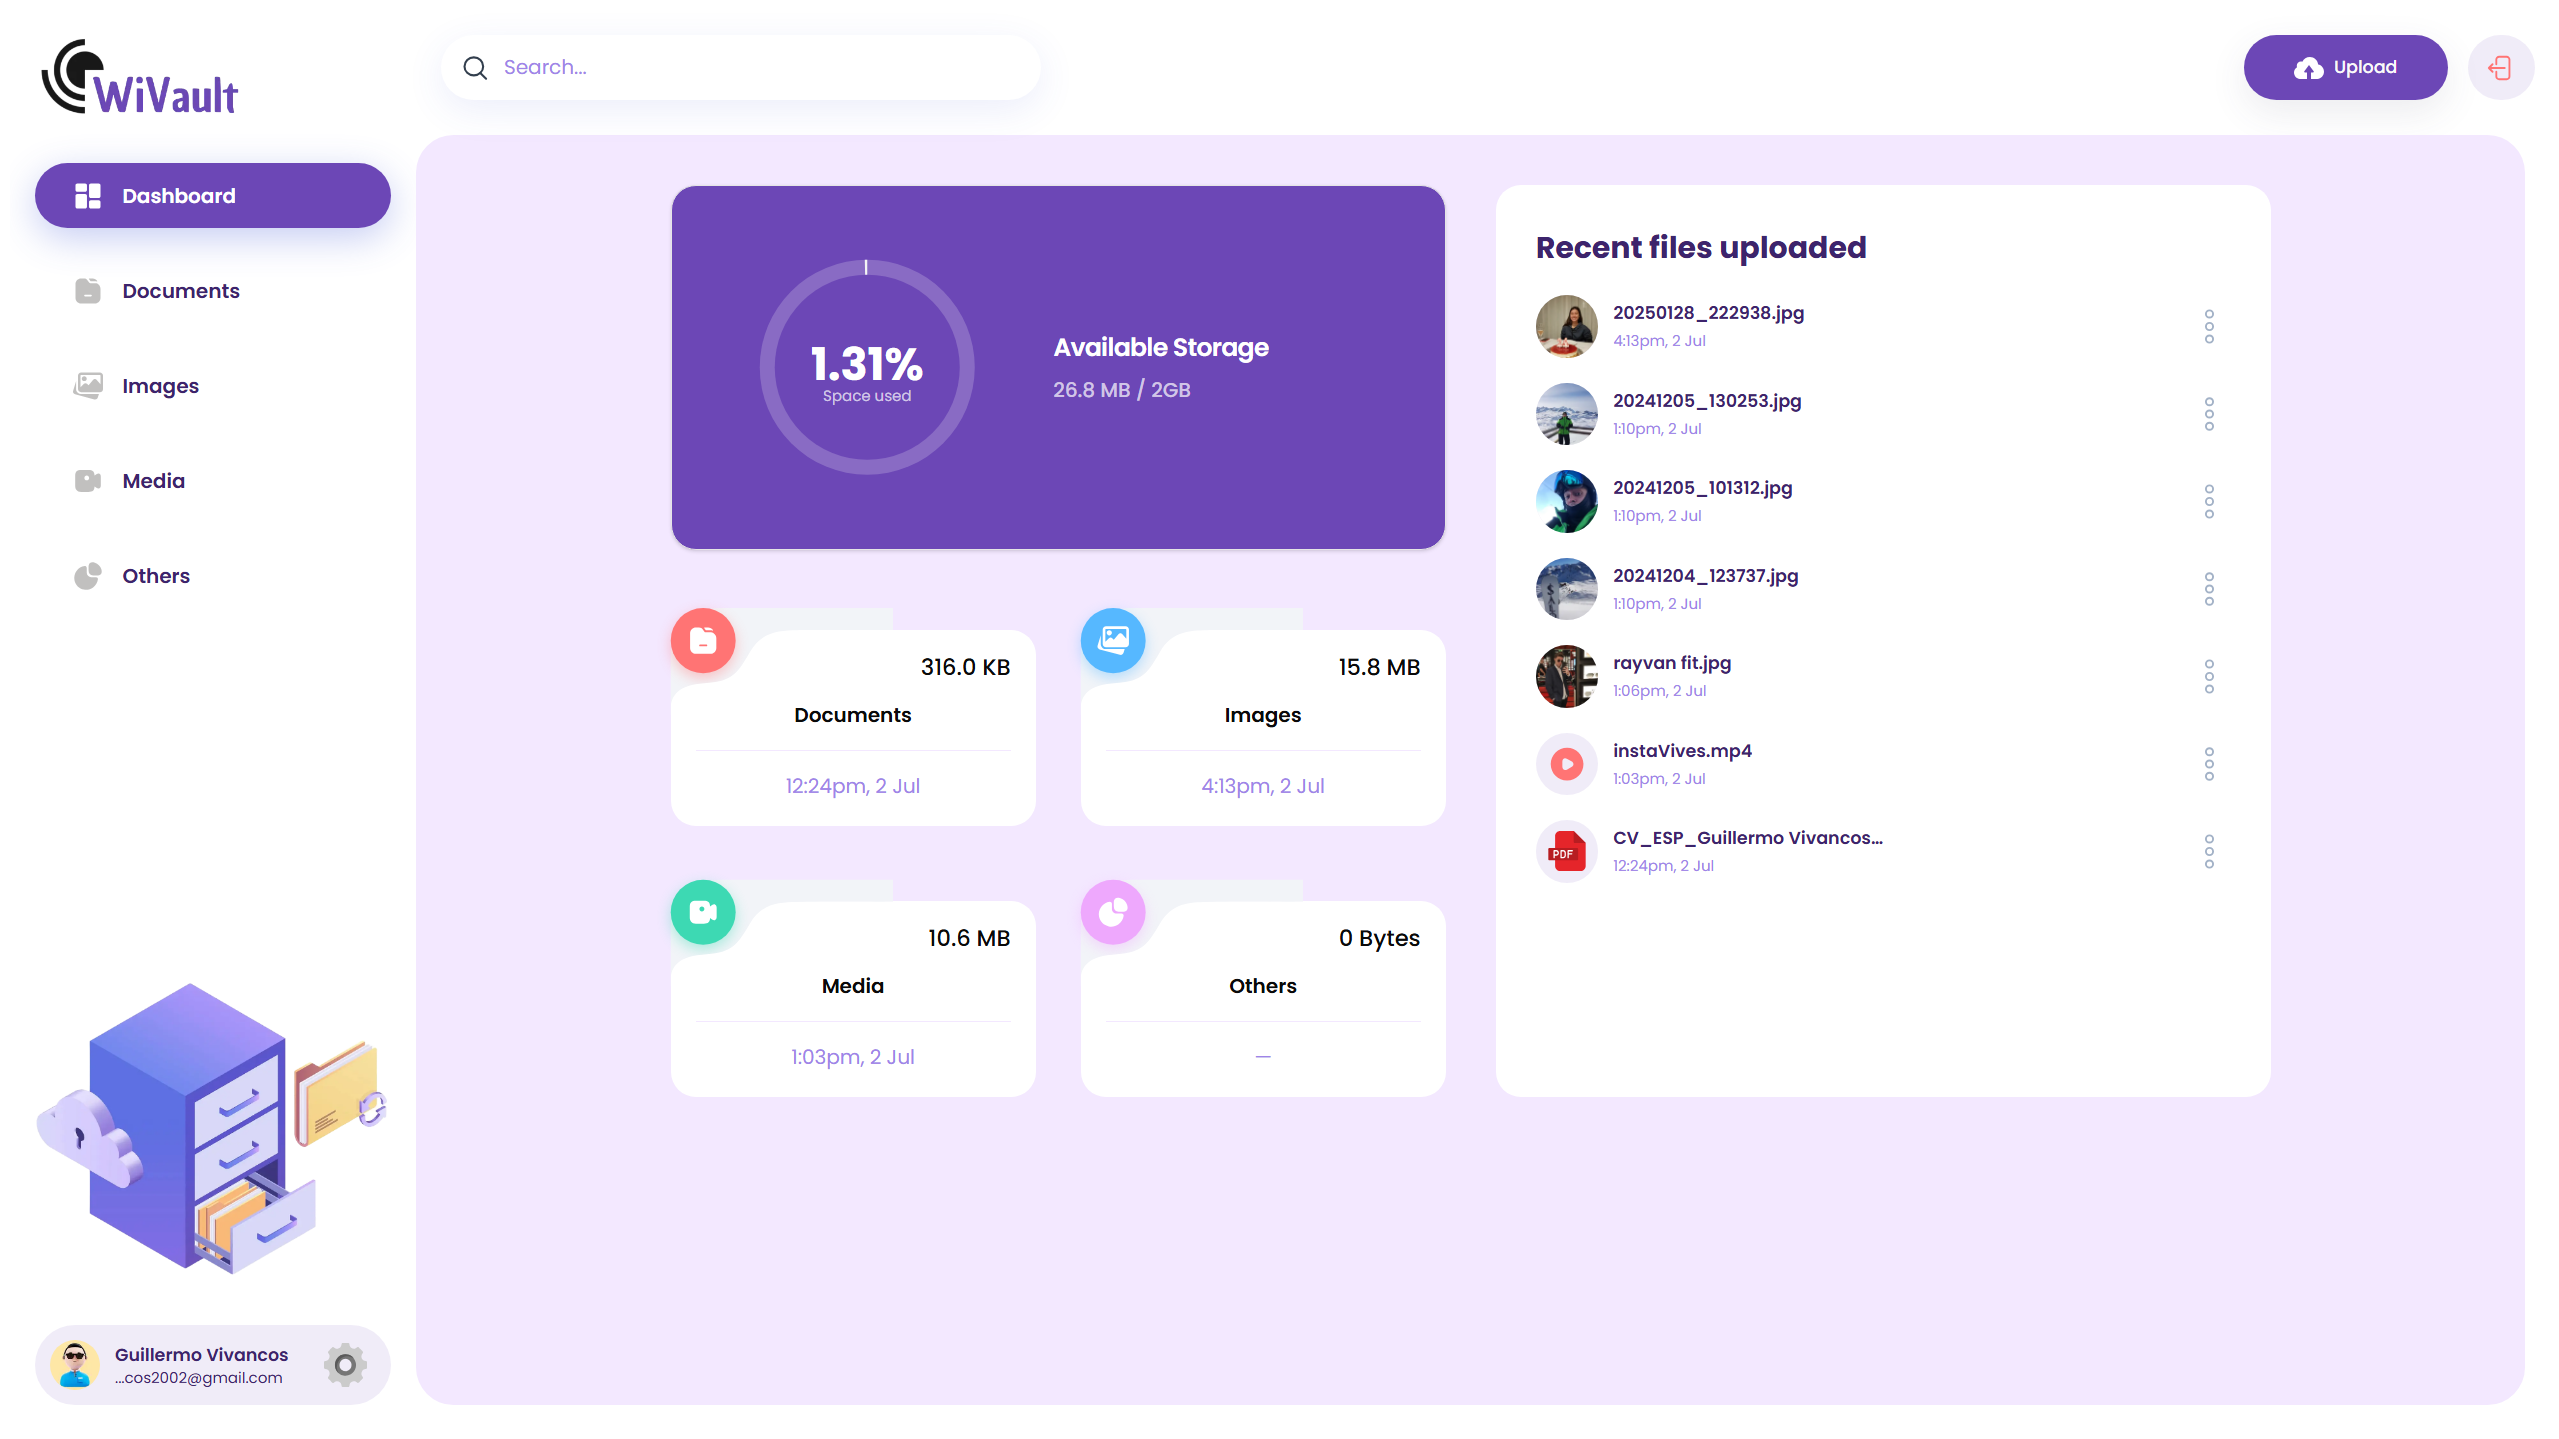 WiVault
Search...
Upload
Dashboard
Documents
Images
Media
Others
1.31%
Space used
Available Storage
26.8 MB / 2GB
316.0 KB
Documents
12:24pm, 2 Jul
15.8 MB
Images
4:13pm, 2 Jul
10.6 MB
Media
1:03pm, 2 Jul
0 Bytes
Others
—
Recent files uploaded
20250128_222938.jpg
4:13pm, 2 Jul
20241205_130253.jpg
1:10pm, 2 Jul
20241205_101312.jpg
1:10pm, 2 Jul
20241204_123737.jpg
1:10pm, 2 Jul
rayvan fit.jpg
1:06pm, 2 Jul
instaVives.mp4
1:03pm, 2 Jul
PDF
CV_ESP_Guillermo Vivancos...
12:24pm, 2 Jul
Guillermo Vivancos
...cos2002@gmail.com